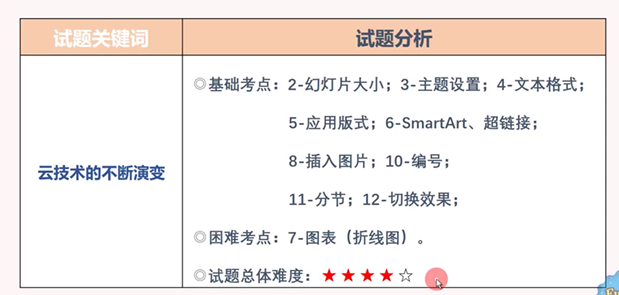 试题关键词
试题分析
云技术的不断演变
◎基础考点：2-幻灯片大小；3-主题设置；4-文本格式；
5-应用版式；6-SmartArt、超链接；
8-插入图片；10-编号；
11-分节；12-切换效果；
◎困难考点：7-图表（折线图）。
◎试题总体难度：★★★★☆